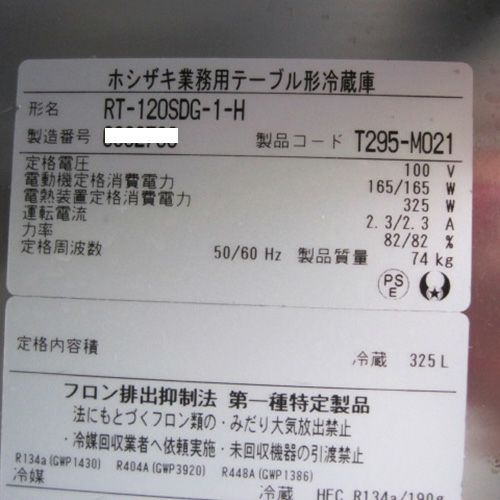 ホシザキ業務用テーブル形冷蔵庫
形名 RT-120SDG-1-H
製造番号
製品コード T295-M021
定格電圧 100 V
電動機定格消費電力 165/165 W
電熱装置定格消費電力 325 W
運転電流 2.3/2.3 A
力率 82/82 %
定格周波数 50/60 Hz 製品質量 74 kg
PS
E
定格内容積 冷蔵 325 L
フロン排出抑制法 第一種特定製品
法にもとづくフロン類の・みだり大気放出禁止
・冷媒回収業者へ依頼実施・未回収機器の引渡禁止
R134a(GWP1430) R404A(GWP3920) R448A(GWP1386)
冷媒 冷蔵 HFC R134a/190g